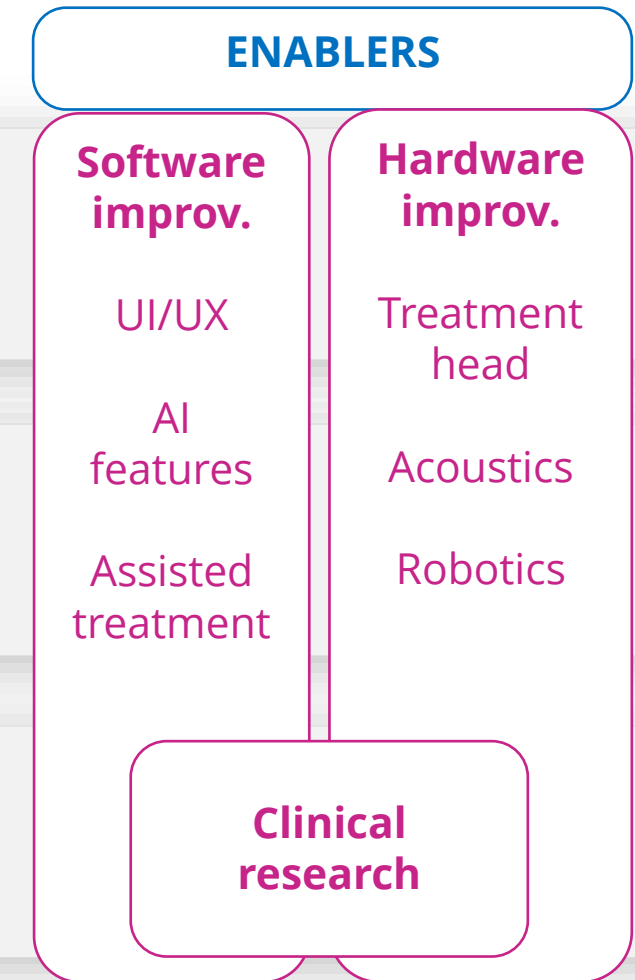 ENABLERS
Software
improv.
UI/UX
AI
features
Assisted
treatment
Hardware
improv.
Treatment
head
Acoustics
Robotics
Clinical
research